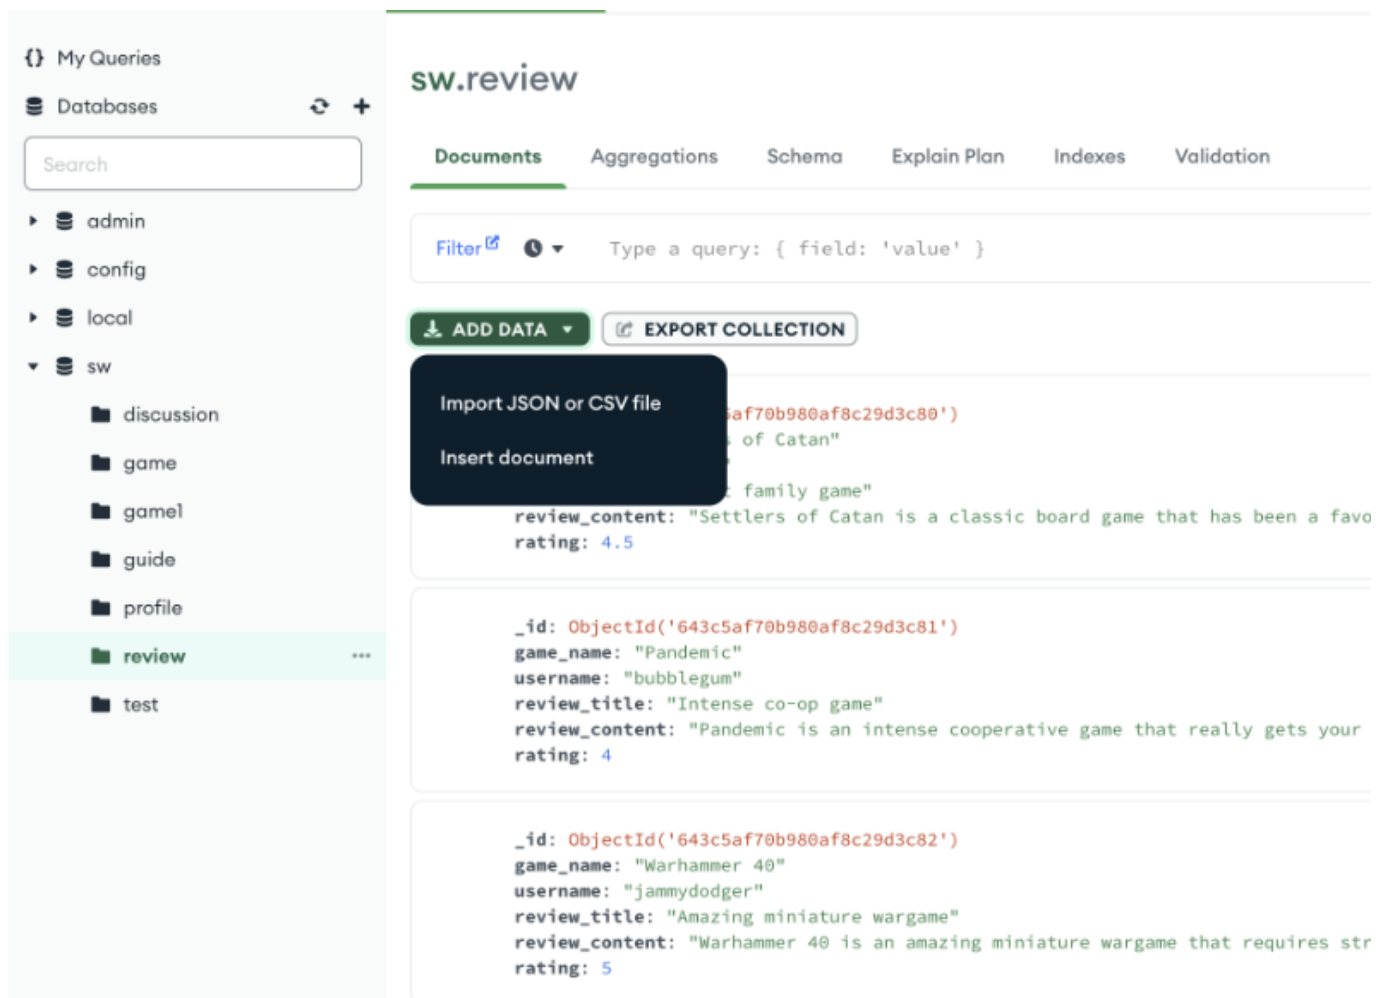 {} My Queries
Databases
Search
admin
config
local
sw
discussion
game
game1
guide
profile
review
test
sw.review
Documents Aggregations Schema Explain Plan Indexes Validation
Filter Type a query: { field: 'value' }
ADD DATA EXPORT COLLECTION
Import JSON or CSV file
Insert document
5af70b980af8c29d3c80')
s of Catan"
"
t family game"
review_content: "Settlers of Catan is a classic board game that has been a favo
rating: 4.5
_id: ObjectId('643c5af70b980af8c29d3c81')
game_name: "Pandemic"
username: "bubblegum"
review_title: "Intense co-op game"
review_content: "Pandemic is an intense cooperative game that really gets your
rating: 4
_id: ObjectId('643c5af70b980af8c29d3c82')
game_name: "Warhammer 40"
username: "jammydodger"
review_title: "Amazing miniature wargame"
review_content: "Warhammer 40 is an amazing miniature wargame that requires str
rating: 5